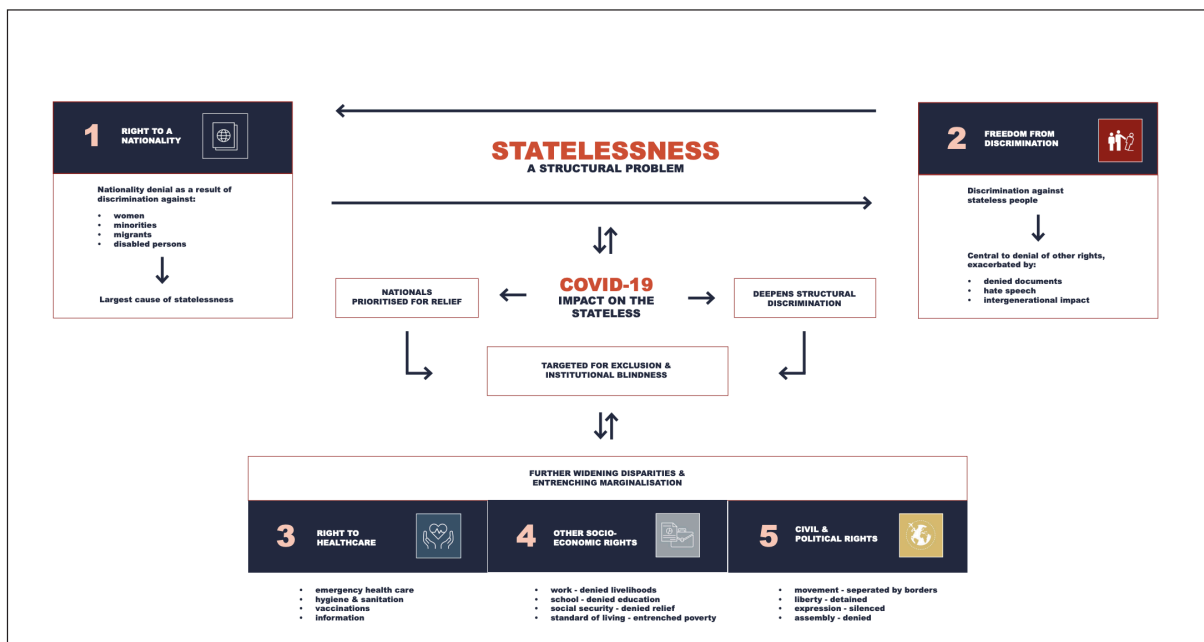 1
RIGHT TO A
NATIONALITY
Nationality denial as a result of
discrimination against:
• women
• minorities
• migrants
• disabled persons
Largest cause of statelessness
STATELESSNESS
A STRUCTURAL PROBLEM
2
FREEDOM FROM
DISCRIMINATION
Discrimination against
stateless people
Central to denial of other rights,
exacerbated by:
• denied documents
• hate speech
• intergenerational impact
NATIONALS
PRIORITISED FOR RELIEF
COVID-19
IMPACT ON THE
STATELESS
DEEPENS STRUCTURAL
DISCRIMINATION
TARGETED FOR EXCLUSION &
INSTITUTIONAL BLINDNESS
FURTHER WIDENING DISPARITIES &
ENTRENCHING MARGINALISATION
3
RIGHT TO
HEALTHCARE
• emergency health care
• hygiene & sanitation
• vaccinations
• information
4
OTHER SOCIO-
ECONOMIC RIGHTS
• work - denied livelihoods
• school - denied education
• social security - denied relief
• standard of living - entrenched poverty
5
CIVIL &
POLITICAL RIGHTS
• movement - seperated by borders
• liberty - detained
• expression - silenced
• assembly - denied